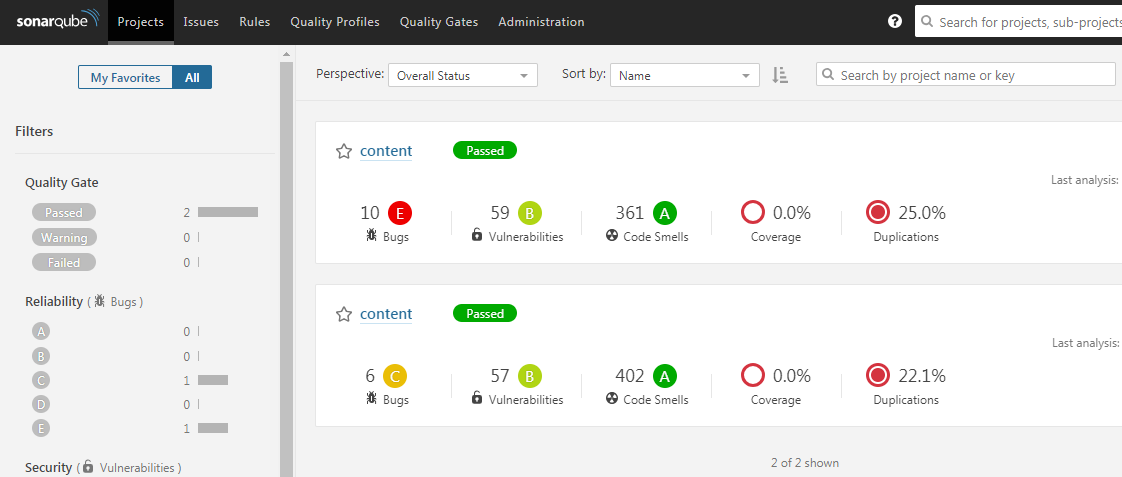 sonarqube Projects Issues Rules Quality Profiles Quality Gates Administration ? Search for projects, sub-projects
My Favorites All
Perspective: Overall Status Sort by: Name Search by project name or key
Filters
Quality Gate
Passed 2
Warning 0
Failed 0
Reliability ( Bugs )
A 0
B 0
C 1
D 0
E 1
Security ( Vulnerabilities )
content Passed
Last analysis:
10 E 59 B 361 A 0.0% 25.0%
Bugs Vulnerabilities Code Smells Coverage Duplications
content Passed
Last analysis:
6 C 57 B 402 A 0.0% 22.1%
Bugs Vulnerabilities Code Smells Coverage Duplications
2 of 2 shown